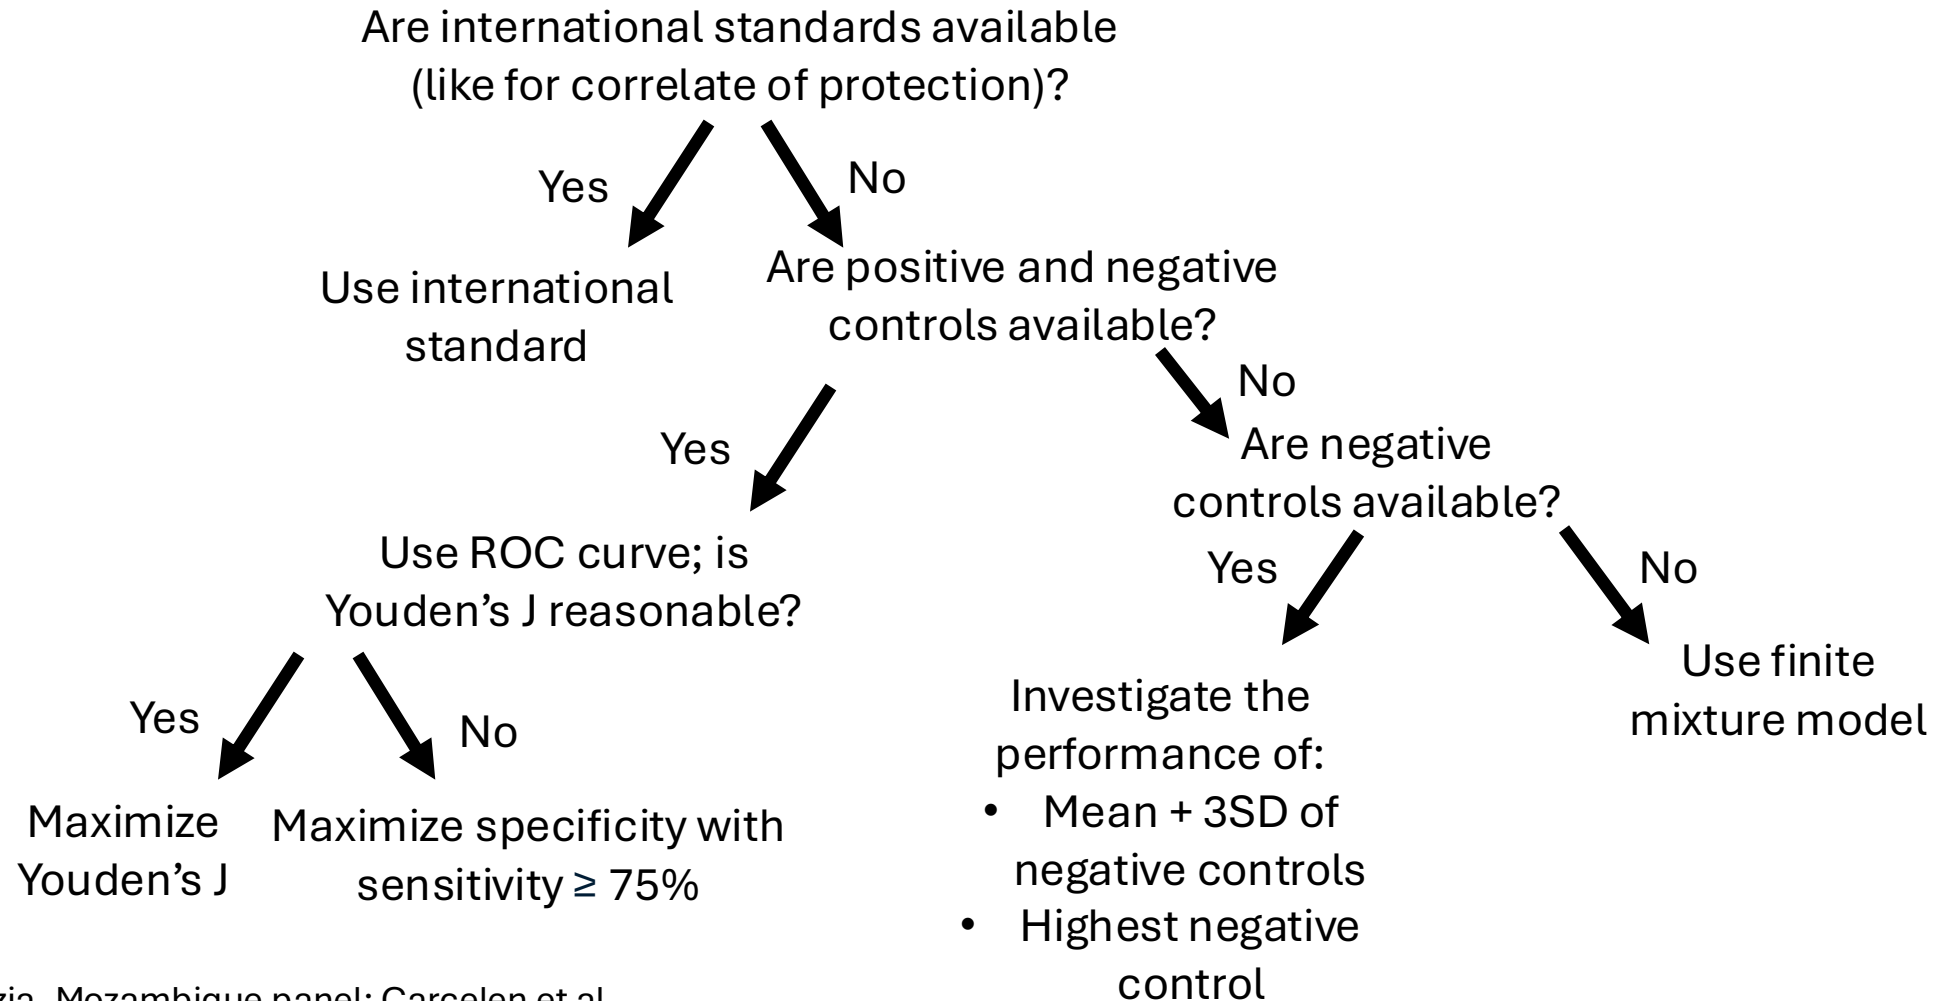 Are international standards available
(like for correlate of protection)?
Yes
No
Use international
standard
Are positive and negative
controls available?
No
Yes
Are negative
controls available?
Use ROC curve; is
Youden's J reasonable?
Yes
No
Use finite
mixture model
Investigate the
performance of:
• Mean + 3SD of
negative controls
• Highest negative
control
Yes
No
Maximize
Youden's J
Maximize specificity with
sensitivity ≥ 75%
Mozambique panel; Carcelen et al